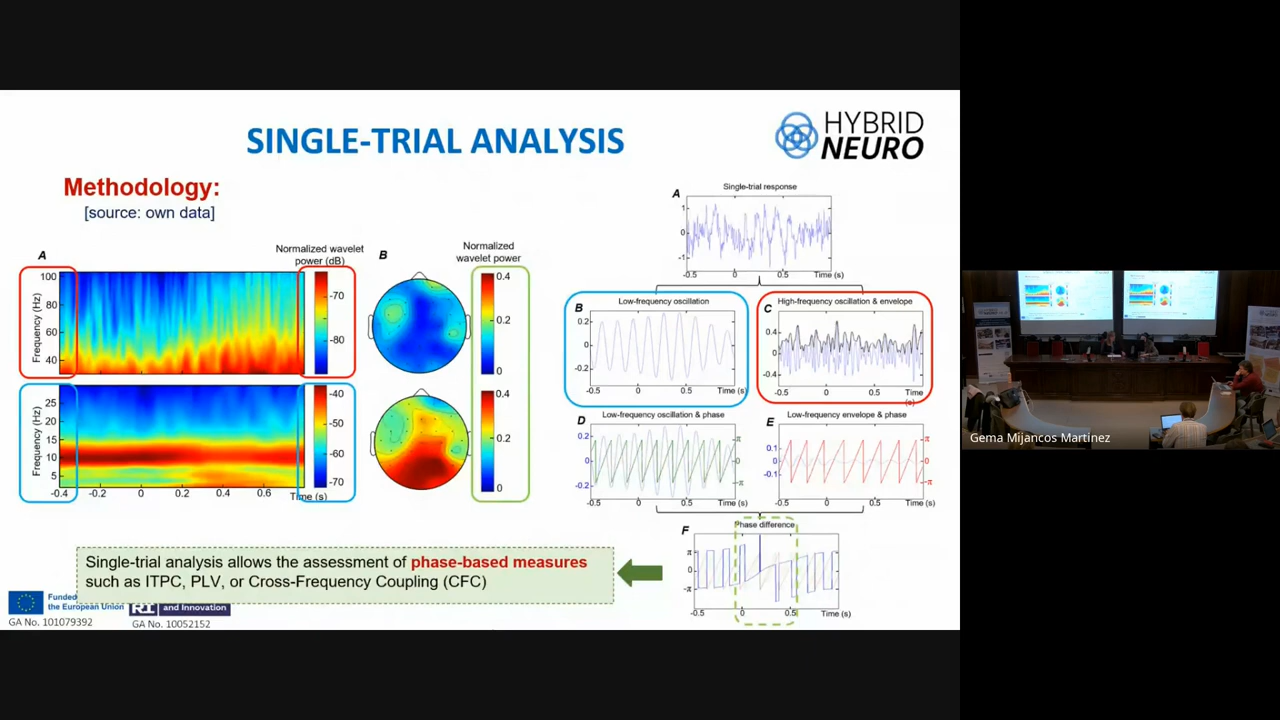 SINGLE-TRIAL ANALYSIS
HYBRID
NEURO
Methodology:
[source: own data]
A
Normalized wavelet
power (dB)
B
Normalized
wavelet power
100
80
60
40
Frequency (Hz)
-70
-80
0.4
0.2
0
25
20
15
10
5
Frequency (Hz)
-40
-50
-60
-70
0.4
0.2
0
-0.4
-0.2
0
0.2
0.4
0.6
Time (s)
A
Single-trial response
1
0
-1
-0.5
0
0.5
Time (s)
B
Low-frequency oscillation
0.2
0
-0.2
-0.5
0
0.5
Time (s)
C
High-frequency oscillation & envelope
0.4
0
-0.4
-0.5
0
0.5
Time (s)
D
Low-frequency oscillation & phase
0.2
0
-0.2
π
0
-π
-0.5
0
0.5
Time (s)
E
Low-frequency envelope & phase
0.1
0
-0.1
π
0
-π
-0.5
0
0.5
Time (s)
F
Phase difference
π
0
-π
-0.5
0
0.5
Time (s)
Single-trial analysis allows the assessment of phase-based measures
such as ITPC, PLV, or Cross-Frequency Coupling (CFC)
Funded
the European Union
GA No. 101079392
and Innovation
GA No. 10052152
Gema Mijancos Martinez